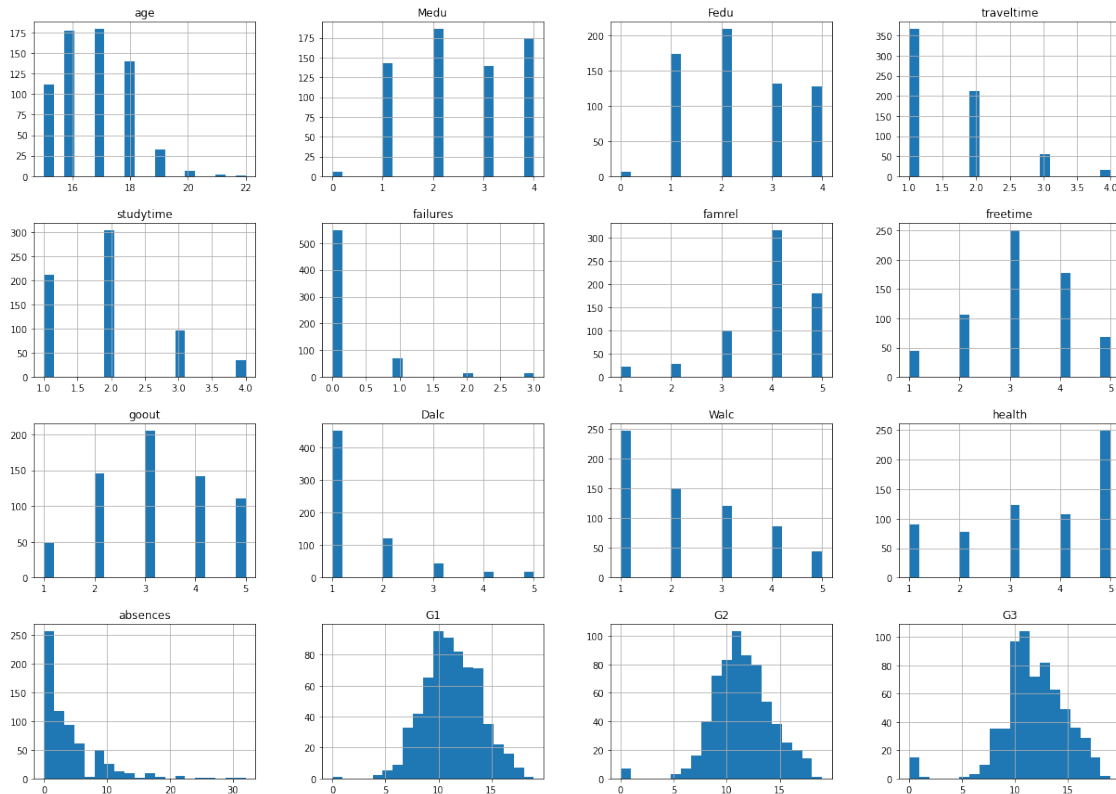 age Medu Fedu traveltime
175 175 200 350
150 150 150 300
125 125 250
100 100 100 200
75 75 150
50 50 50 100
25 25 50
0 0 0 0
16 18 20 22 0 1 2 3 4 0 1 2 3 4 1.0 1.5 2.0 2.5 3.0 3.5 4.0
studytime failures famrel freetime
300 500 300 250
250 400 250 200
200 300 200 150
150 200 150 100
100 100 100 50
50 0 50 0
0 0
1.0 1.5 2.0 2.5 3.0 3.5 4.0 0.0 0.5 1.0 1.5 2.0 2.5 3.0 1 2 3 4 5 1 2 3 4 5
goout Dalc Walc health
200 400 250 250
150 300 200 200
100 200 150 150
50 100 100 100
0 0 50 50
0 0
1 2 3 4 5 1 2 3 4 5 1 2 3 4 5 1 2 3 4 5
absences G1 G2 G3
250 80 100 100
200 60 80 80
150 40 60 60
100 20 40 40
50 0 20 20
0 0 0
0 10 20 30 0 5 10 15 0 5 10 15 0 5 10 15